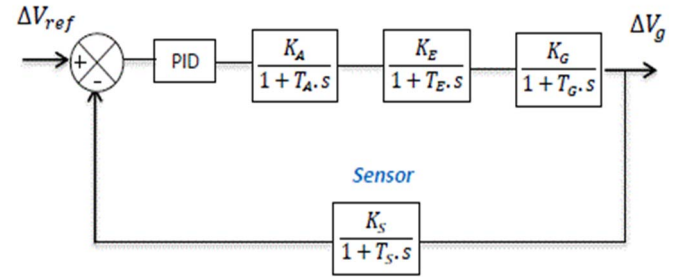 ΔV_ref
ΔV_g
+
-
PID
K_A
1 + T_A.s
K_E
1 + T_E.s
K_G
1 + T_G.s
Sensor
K_S
1 + T_S.s